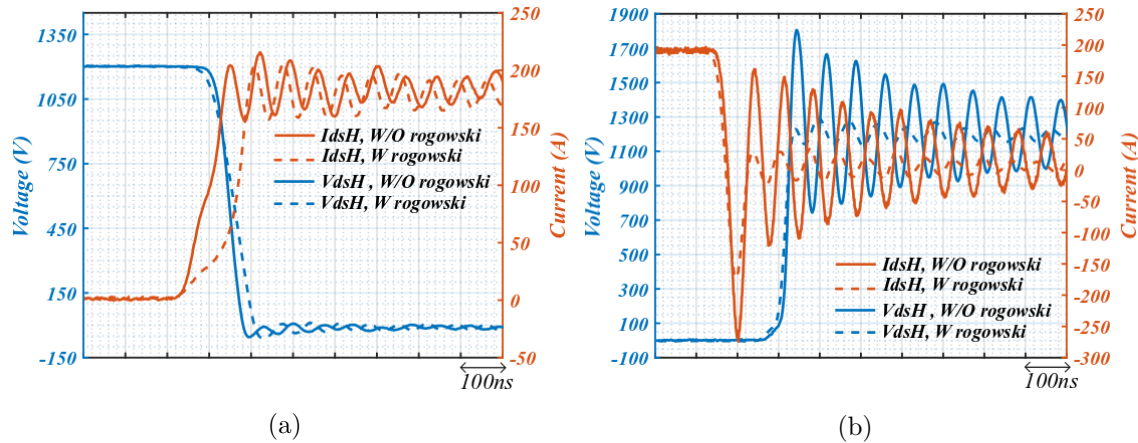 1350
1050
750
450
150
-150
Voltage (V)
250
200
150
100
50
0
-50
Current (A)
IdsH, W/O rogowski
IdsH, W rogowski
VdsH , W/O rogowski
VdsH, W rogowski
100ns
(a)
1900
1700
1500
1300
1100
900
700
500
300
100
-100
Voltage (V)
250
200
150
100
50
0
-50
-100
-150
-200
-250
-300
Current (A)
IdsH, W/O rogowski
IdsH, W rogowski
VdsH , W/O rogowski
VdsH, W rogowski
100ns
(b)